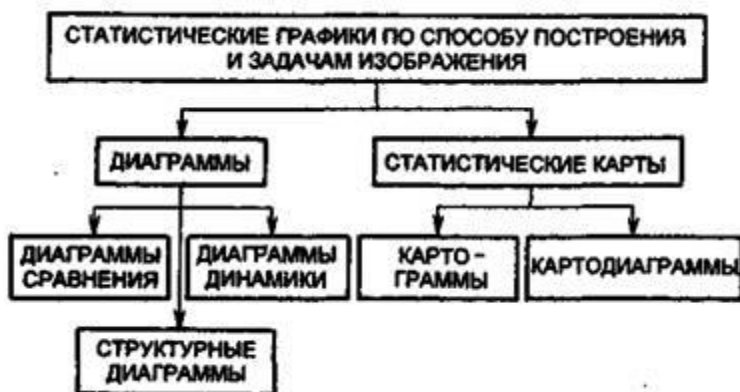 СТАТИСТИЧЕСКИЕ ГРАФИКИ ПО СПОСОБУ ПОСТРОЕНИЯ
И ЗАДАЧАМ ИЗОБРАЖЕНИЯ
ДИАГРАММЫ
СТАТИСТИЧЕСКИЕ КАРТЫ
ДИАГРАММЫ
СРАВНЕНИЯ
ДИАГРАММЫ
ДИНАМИКИ
КАРТО -
ГРАММЫ
КАРТОДИАГРАММЫ
СТРУКТУРНЫЕ
ДИАГРАММЫ